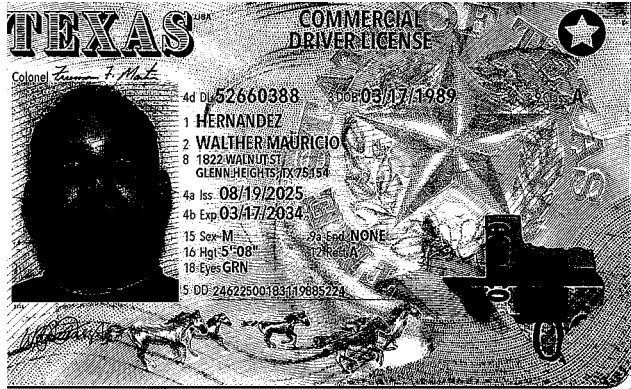 TEXAS
COMMERCIAL
DRIVER LICENSE
Colonel
4d DL 52660388 3 DOB 03/17/1989 9 Class A
1 HERNANDEZ
2 WALTHER MAURICIO
8 1822 WALNUT ST
GLENN HEIGHTS, TX 75154
4a Iss 08/19/2025
4b Exp 03/17/2034
15 Sex M 9a End NONE
16 Hgt 5'-08" 12 Rest A
18 Eyes GRN
5 DD 24622500183119885224